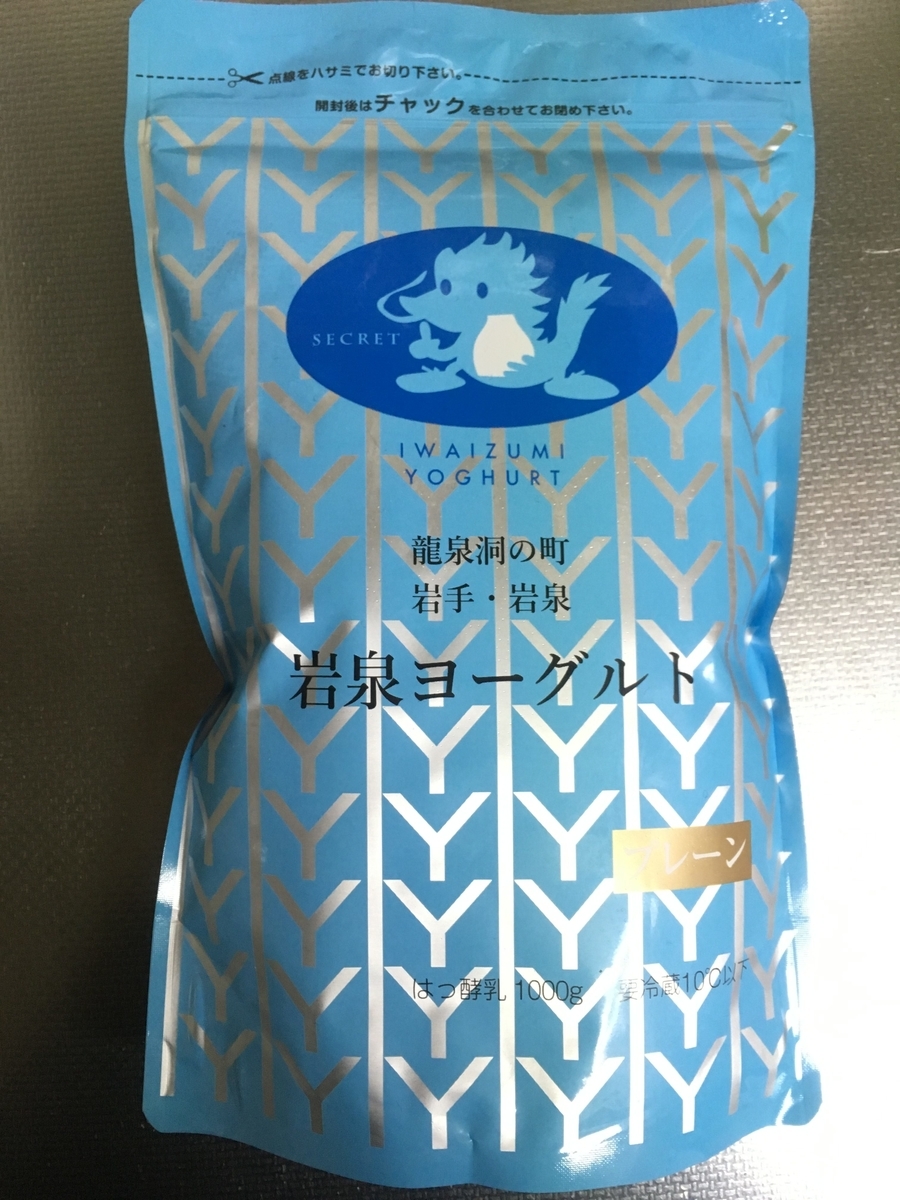 点線をハサミでお切り下さい。
開封後はチャックを合わせてお閉め下さい。
SECRET
IWAIZUMI
YOGHURT
龍泉洞の町
岩手・岩泉
岩泉ヨーグルト
プレーン
はっ酵乳 1000g 要冷蔵10℃以下